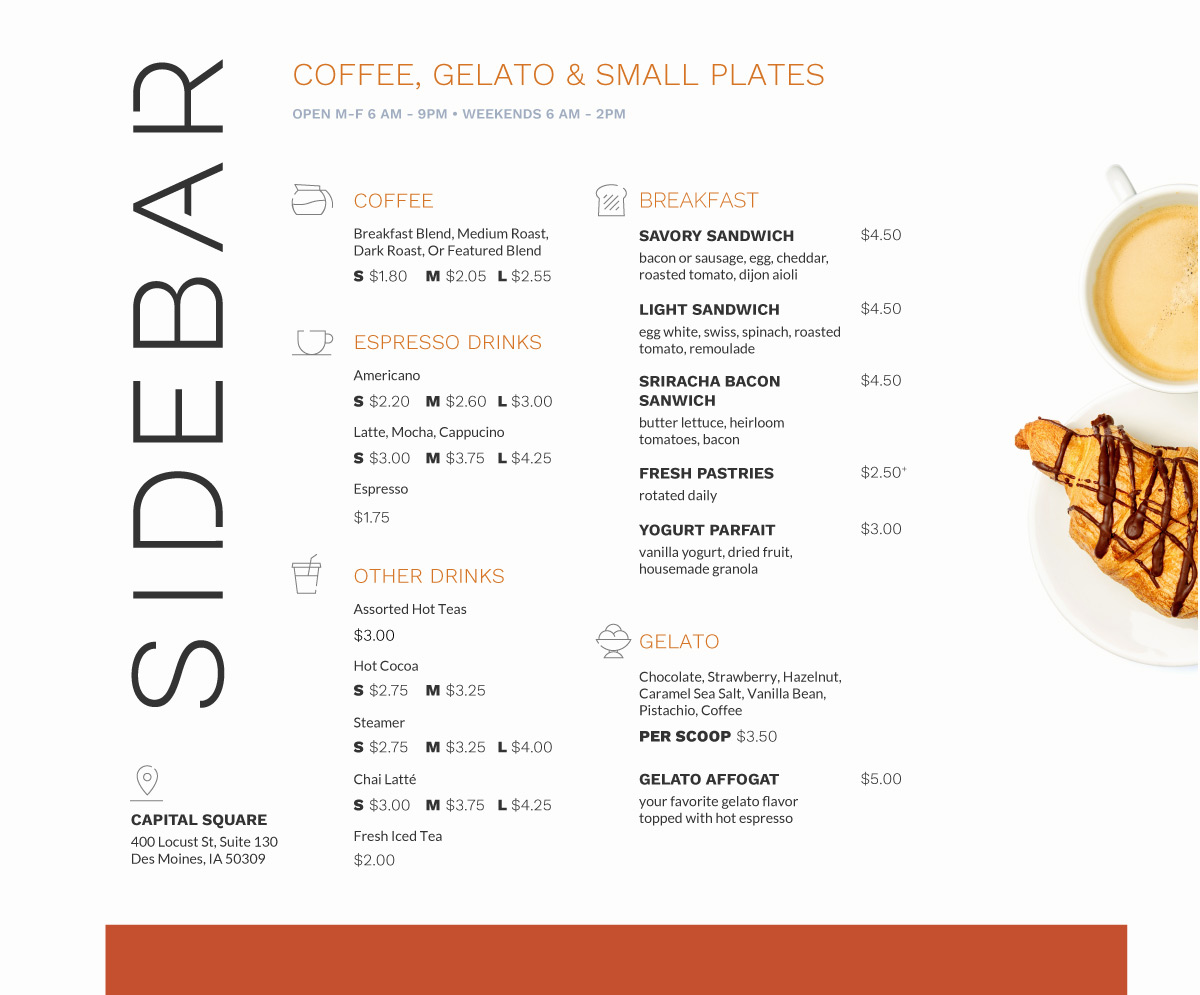 SIDEBAR
COFFEE, GELATO & SMALL PLATES
OPEN M-F 6 AM - 9PM • WEEKENDS 6 AM - 2PM
COFFEE
Breakfast Blend, Medium Roast,
Dark Roast, Or Featured Blend
S $1.80 M $2.05 L $2.55
ESPRESSO DRINKS
Americano
S $2.20 M $2.60 L $3.00
Latte, Mocha, Cappucino
S $3.00 M $3.75 L $4.25
Espresso
$1.75
OTHER DRINKS
Assorted Hot Teas
$3.00
Hot Cocoa
S $2.75 M $3.25
Steamer
S $2.75 M $3.25 L $4.00
Chai Latté
S $3.00 M $3.75 L $4.25
Fresh Iced Tea
$2.00
BREAKFAST
SAVORY SANDWICH $4.50
bacon or sausage, egg, cheddar,
roasted tomato, dijon aioli
LIGHT SANDWICH $4.50
egg white, swiss, spinach, roasted
tomato, remoulade
SRIRACHA BACON $4.50
SANWICH
butter lettuce, heirloom
tomatoes, bacon
FRESH PASTRIES $2.50+
rotated daily
YOGURT PARFAIT $3.00
vanilla yogurt, dried fruit,
housemade granola
GELATO
Chocolate, Strawberry, Hazelnut,
Caramel Sea Salt, Vanilla Bean,
Pistachio, Coffee
PER SCOOP $3.50
GELATO AFFOGAT $5.00
your favorite gelato flavor
topped with hot espresso
CAPITAL SQUARE
400 Locust St, Suite 130
Des Moines, IA 50309